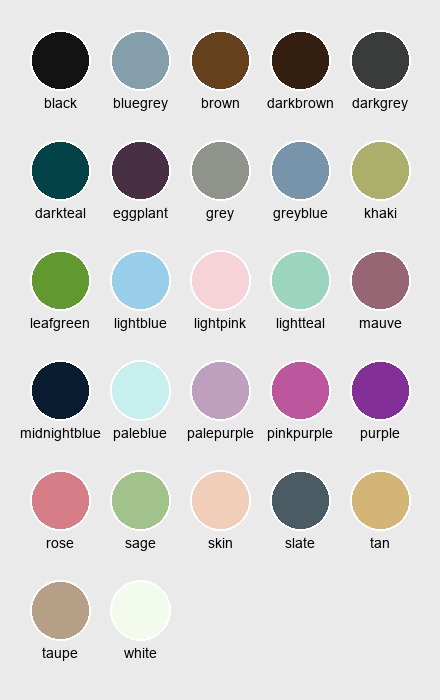 black bluegrey brown darkbrown darkgrey
darkteal eggplant grey greyblue khaki
leafgreen lightblue lightpink lightteal mauve
midnightblue paleblue palepurple pinkpurple purple
rose sage skin slate tan
taupe white